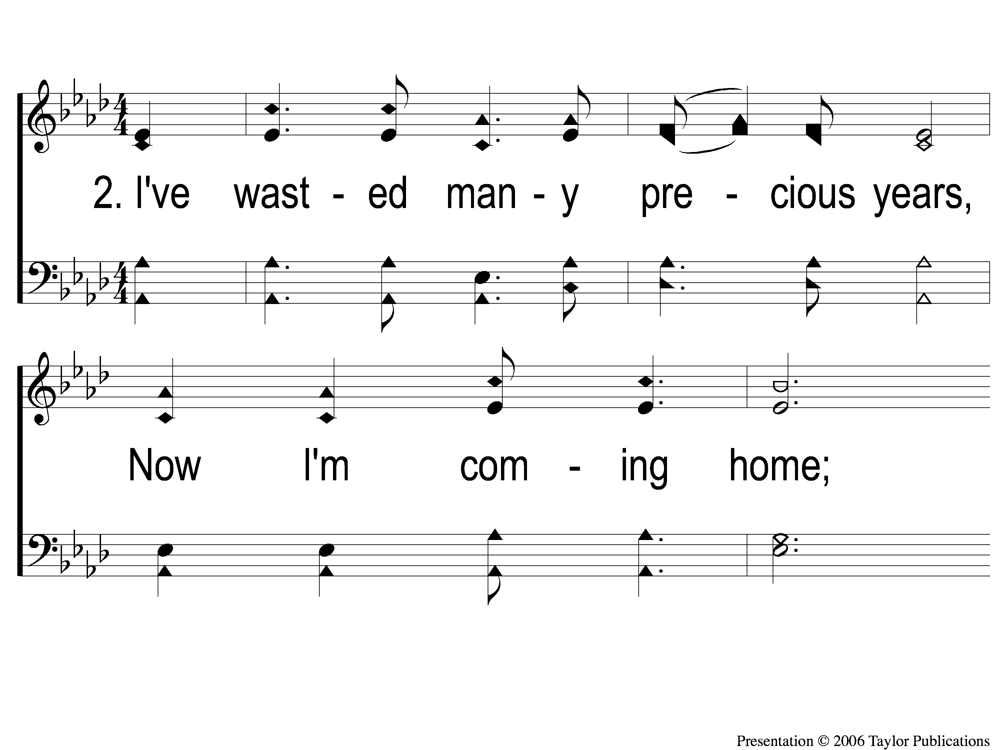 2. I've wast - ed man - y pre - cious years,
Now I'm com - ing home;
Presentation © 2006 Taylor Publications